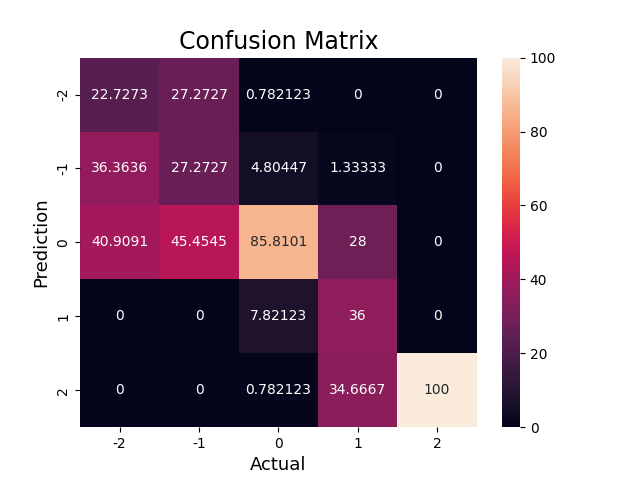 Confusion Matrix
-2 22.7273 27.2727 0.782123 0 0
-1 36.3636 27.2727 4.80447 1.33333 0
0 40.9091 45.4545 85.8101 28 0
1 0 0 7.82123 36 0
2 0 0 0.782123 34.6667 100
-2 -1 0 1 2
Actual
Prediction
100
80
60
40
20
0